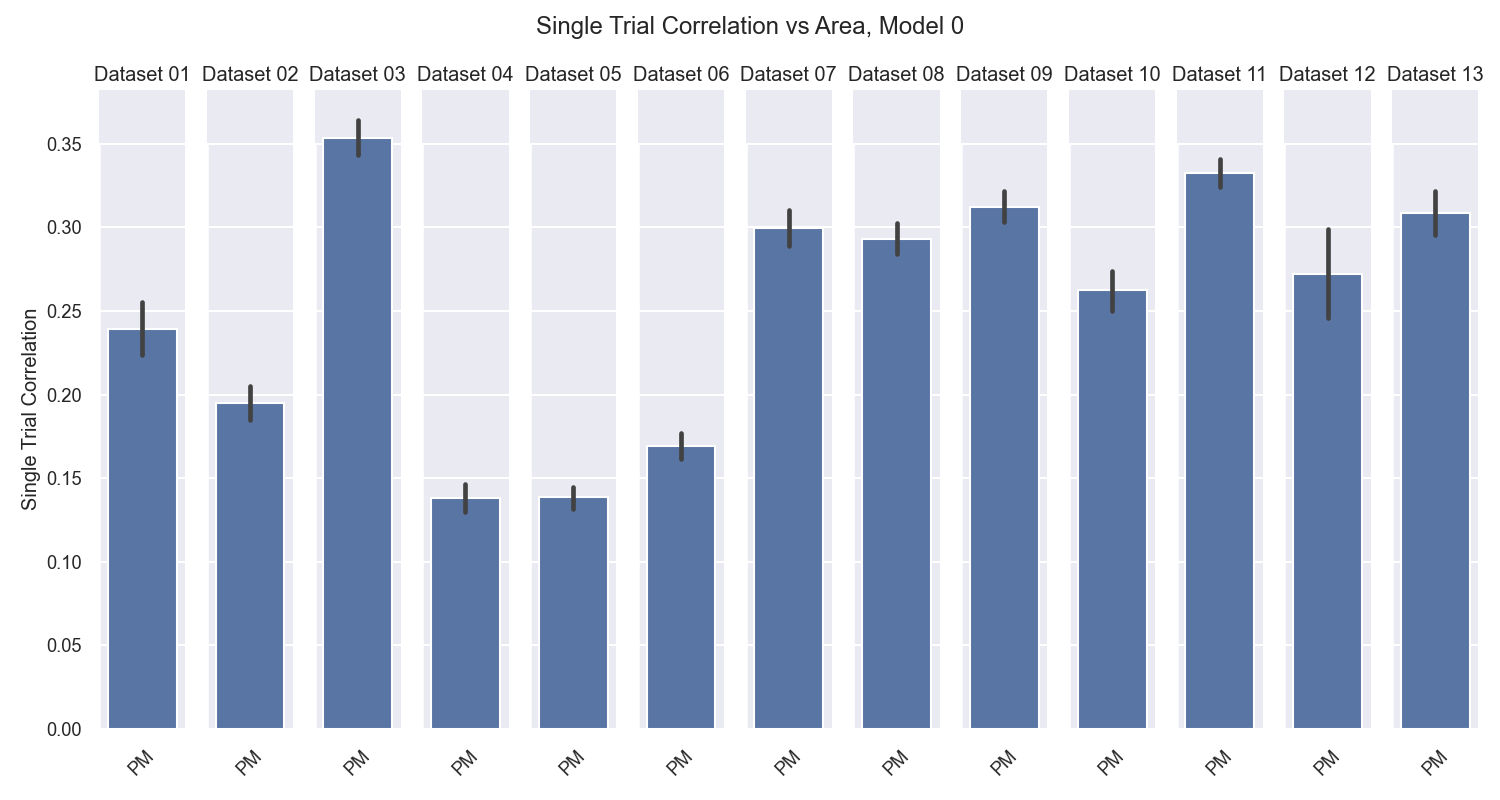 Single Trial Correlation vs Area, Model 0
Dataset 01 Dataset 02 Dataset 03 Dataset 04 Dataset 05 Dataset 06 Dataset 07 Dataset 08 Dataset 09 Dataset 10 Dataset 11 Dataset 12 Dataset 13
Single Trial Correlation
0.35
0.30
0.25
0.20
0.15
0.10
0.05
0.00
PM PM PM PM PM PM PM PM PM PM PM PM PM